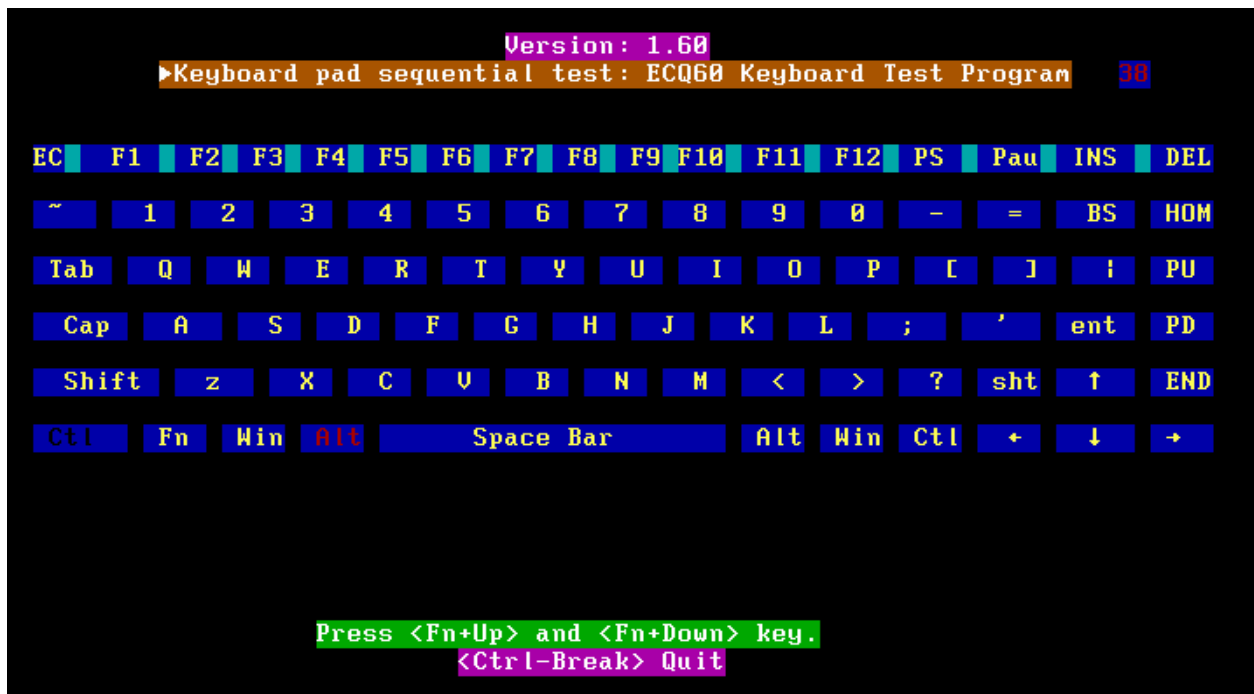 Version: 1.60
►Keyboard pad sequential test: ECQ60 Keyboard Test Program 38
EC F1 F2 F3 F4 F5 F6 F7 F8 F9 F10 F11 F12 PS Pau INS DEL
~ 1 2 3 4 5 6 7 8 9 0 - = BS HOM
Tab Q W E R T Y U I O P [ ] ¦ PU
Cap A S D F G H J K L ; ' ent PD
Shift z X C V B N M < > ? sht ↑ END
Ctl Fn Win Alt Space Bar Alt Win Ctl ← ↓ →
Press <Fn+Up> and <Fn+Down> key.
<Ctrl-Break> Quit